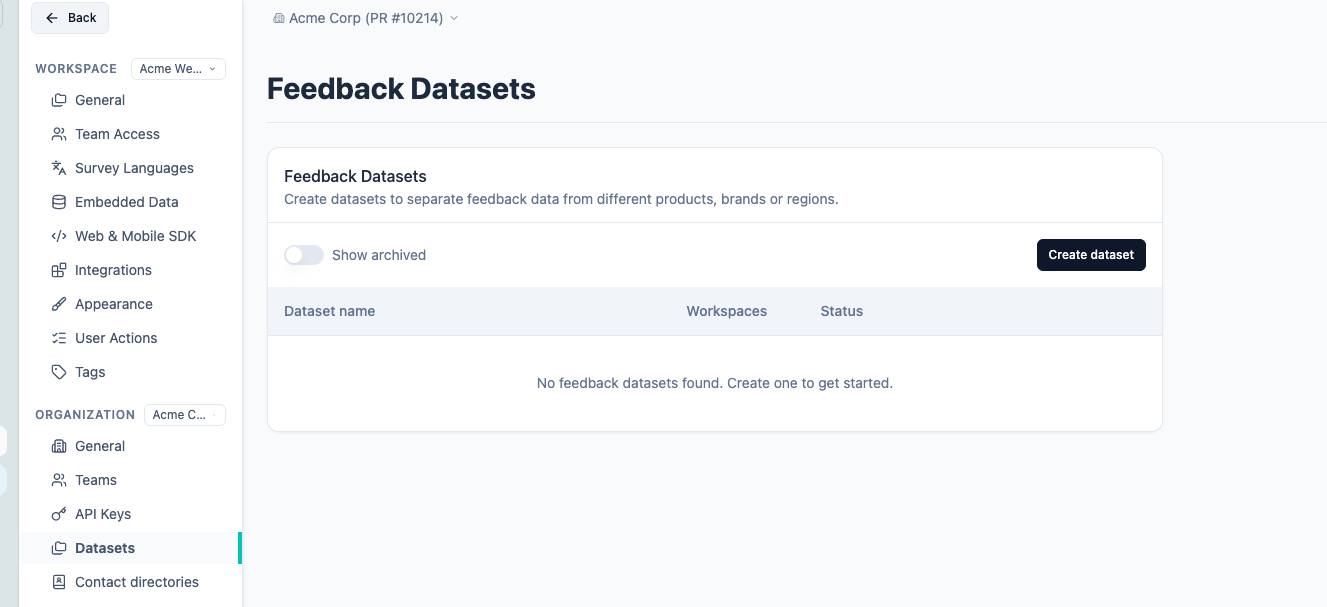 Back
WORKSPACE
Acme We...
General
Team Access
Survey Languages
Embedded Data
Web & Mobile SDK
Integrations
Appearance
User Actions
Tags
ORGANIZATION
Acme C...
General
Teams
API Keys
Datasets
Contact directories
Acme Corp (PR #10214)
Feedback Datasets
Feedback Datasets
Create datasets to separate feedback data from different products, brands or regions.
Show archived
Create dataset
Dataset name Workspaces Status
No feedback datasets found. Create one to get started.